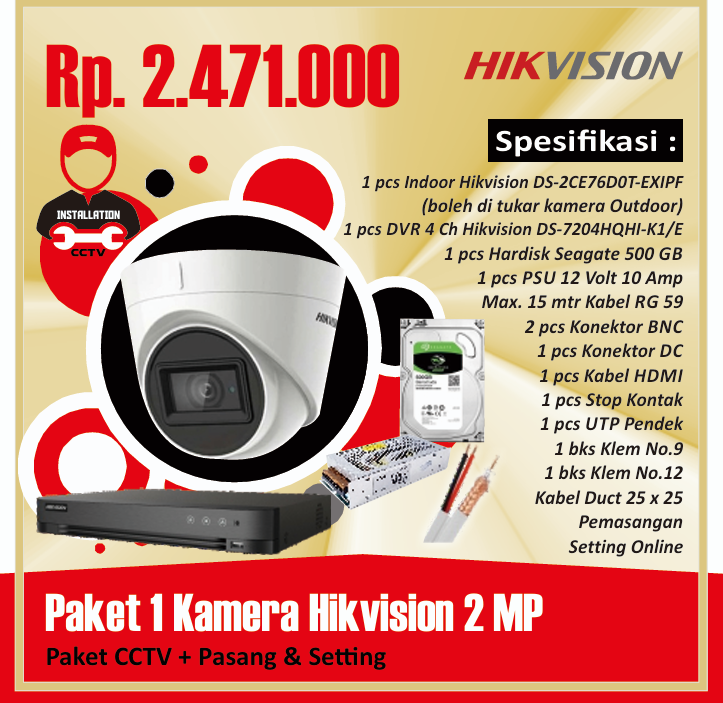 Rp. 2.471.000
HIKVISION
Spesifikasi :
INSTALLATION
CCTV
1 pcs Indoor Hikvision DS-2CE76D0T-EXIPF
(boleh di tukar kamera Outdoor)
1 pcs DVR 4 Ch Hikvision DS-7204HQHI-K1/E
1 pcs Hardisk Seagate 500 GB
1 pcs PSU 12 Volt 10 Amp
Max. 15 mtr Kabel RG 59
2 pcs Konektor BNC
1 pcs Konektor DC
1 pcs Kabel HDMI
1 pcs Stop Kontak
1 pcs UTP Pendek
1 bks Klem No.9
1 bks Klem No.12
Kabel Duct 25 x 25
Pemasangan
Setting Online
HIKVISION
Paket 1 Kamera Hikvision 2 MP
Paket CCTV + Pasang & Setting